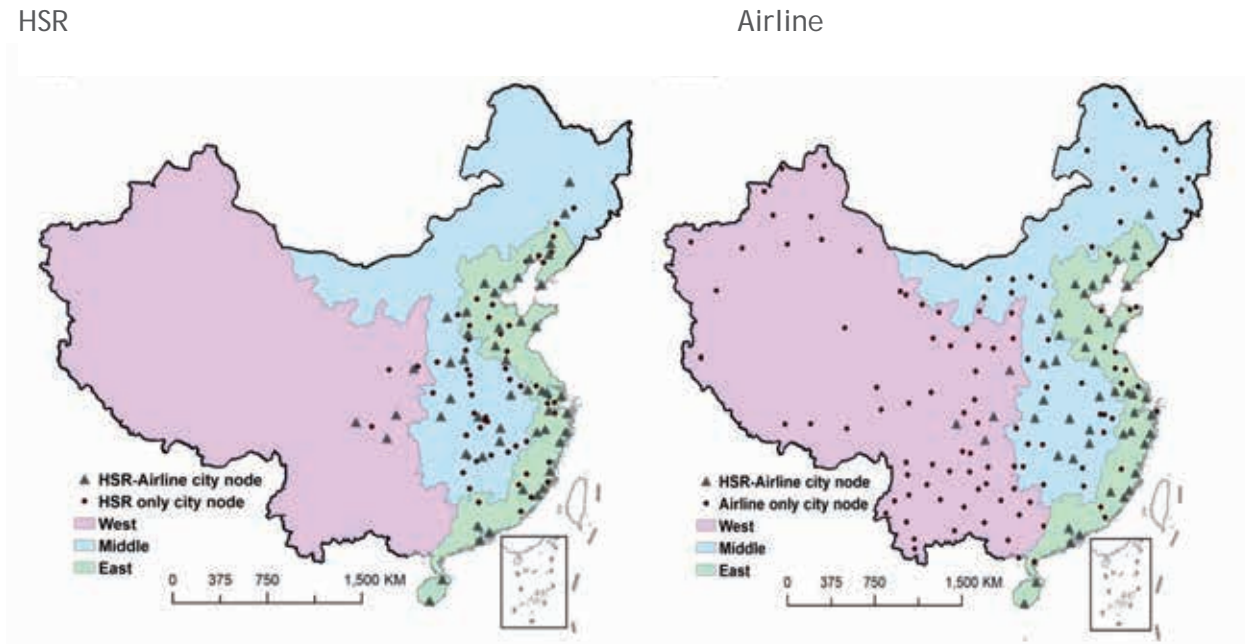 HSR
Airline
HSR-Airline city node
HSR only city node
West
Middle
East
0 375 750 1,500 KM
HSR-Airline city node
Airline only city node
West
Middle
East
0 375 750 1,500 KM